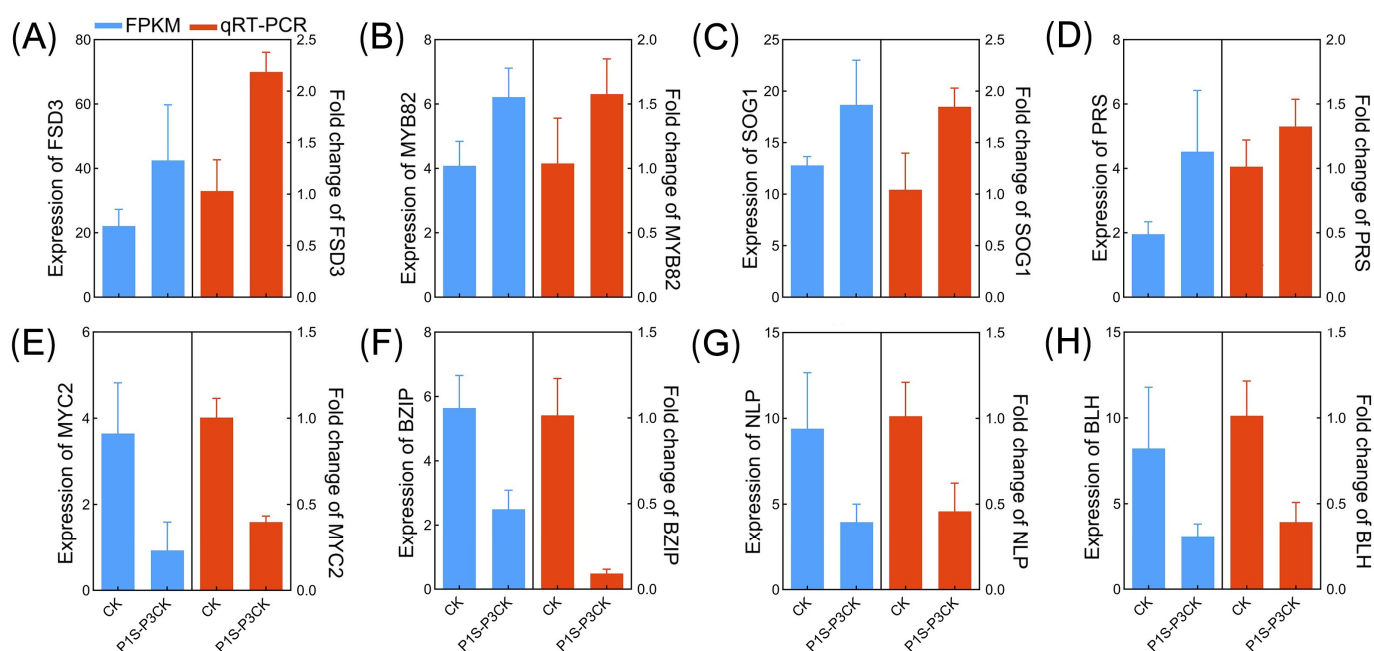 FPKM qRT-PCR
(A)
Expression of FSD3
80
60
40
20
0
2.5
2.0
1.5
1.0
0.5
0.0
Fold change of FSD3
(B)
Expression of MYB82
8
6
4
2
0
2.0
1.5
1.0
0.5
0.0
Fold change of MYB82
(C)
Expression of SOG1
25
20
15
10
5
0
2.5
2.0
1.5
1.0
0.5
0.0
Fold change of SOG1
(D)
Expression of PRS
8
6
4
2
0
2.0
1.5
1.0
0.5
0.0
Fold change of PRS
(E)
Expression of MYC2
6
4
2
0
1.5
1.0
0.5
0.0
Fold change of MYC2
CK
P1S-P3CK
CK
P1S-P3CK
(F)
Expression of BZIP
8
6
4
2
0
1.5
1.0
0.5
0.0
Fold change of BZIP
CK
P1S-P3CK
CK
P1S-P3CK
(G)
Expression of NLP
15
10
5
0
1.5
1.0
0.5
0.0
Fold change of NLP
CK
P1S-P3CK
CK
P1S-P3CK
(H)
Expression of BLH
15
10
5
0
1.5
1.0
0.5
0.0
Fold change of BLH
CK
P1S-P3CK
CK
P1S-P3CK